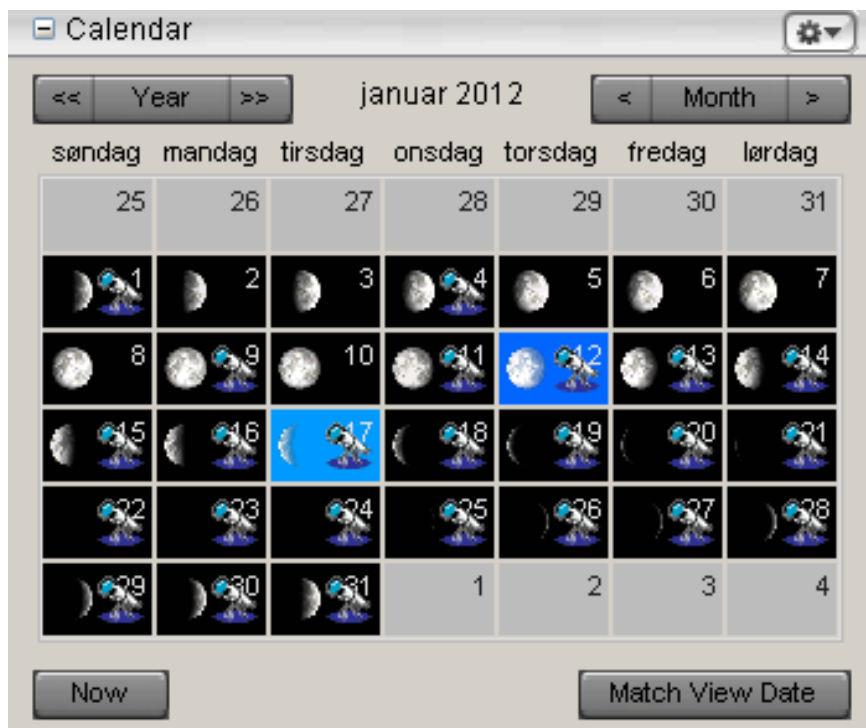 Calendar
<< Year >> januar 2012 < Month >
søndag mandag tirsdag onsdag torsdag fredag lørdag
25 26 27 28 29 30 31
1 2 3 4 5 6 7
8 9 10 11 12 13 14
15 16 17 18 19 20 21
22 23 24 25 26 27 28
29 30 31 1 2 3 4
Now Match View Date